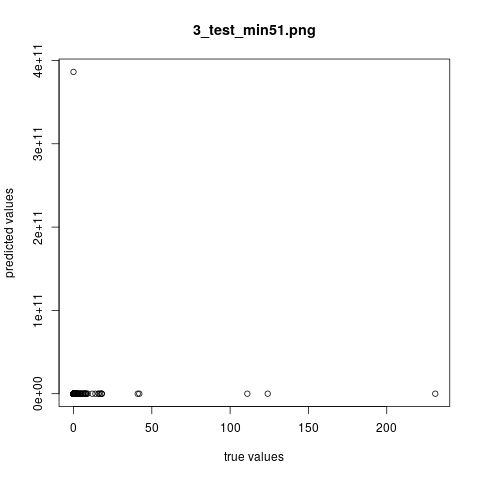 3_test_min51.png
4e+11
3e+11
2e+11
1e+11
0e+00
predicted values
0 50 100 150 200
true values